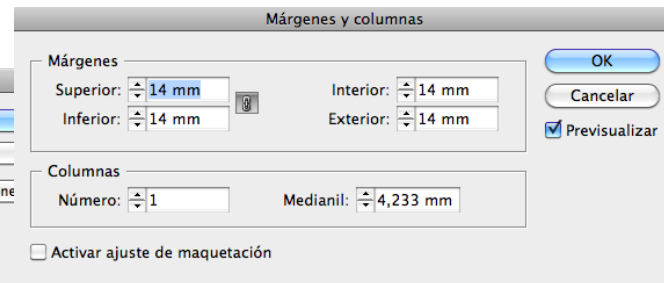 Márgenes y columnas
Márgenes
Superior: 14 mm Interior: 14 mm
Inferior: 14 mm Exterior: 14 mm
OK
Cancelar
Previsualizar
Columnas
Número: 1 Medianil: 4,233 mm
Activar ajuste de maquetación
ne